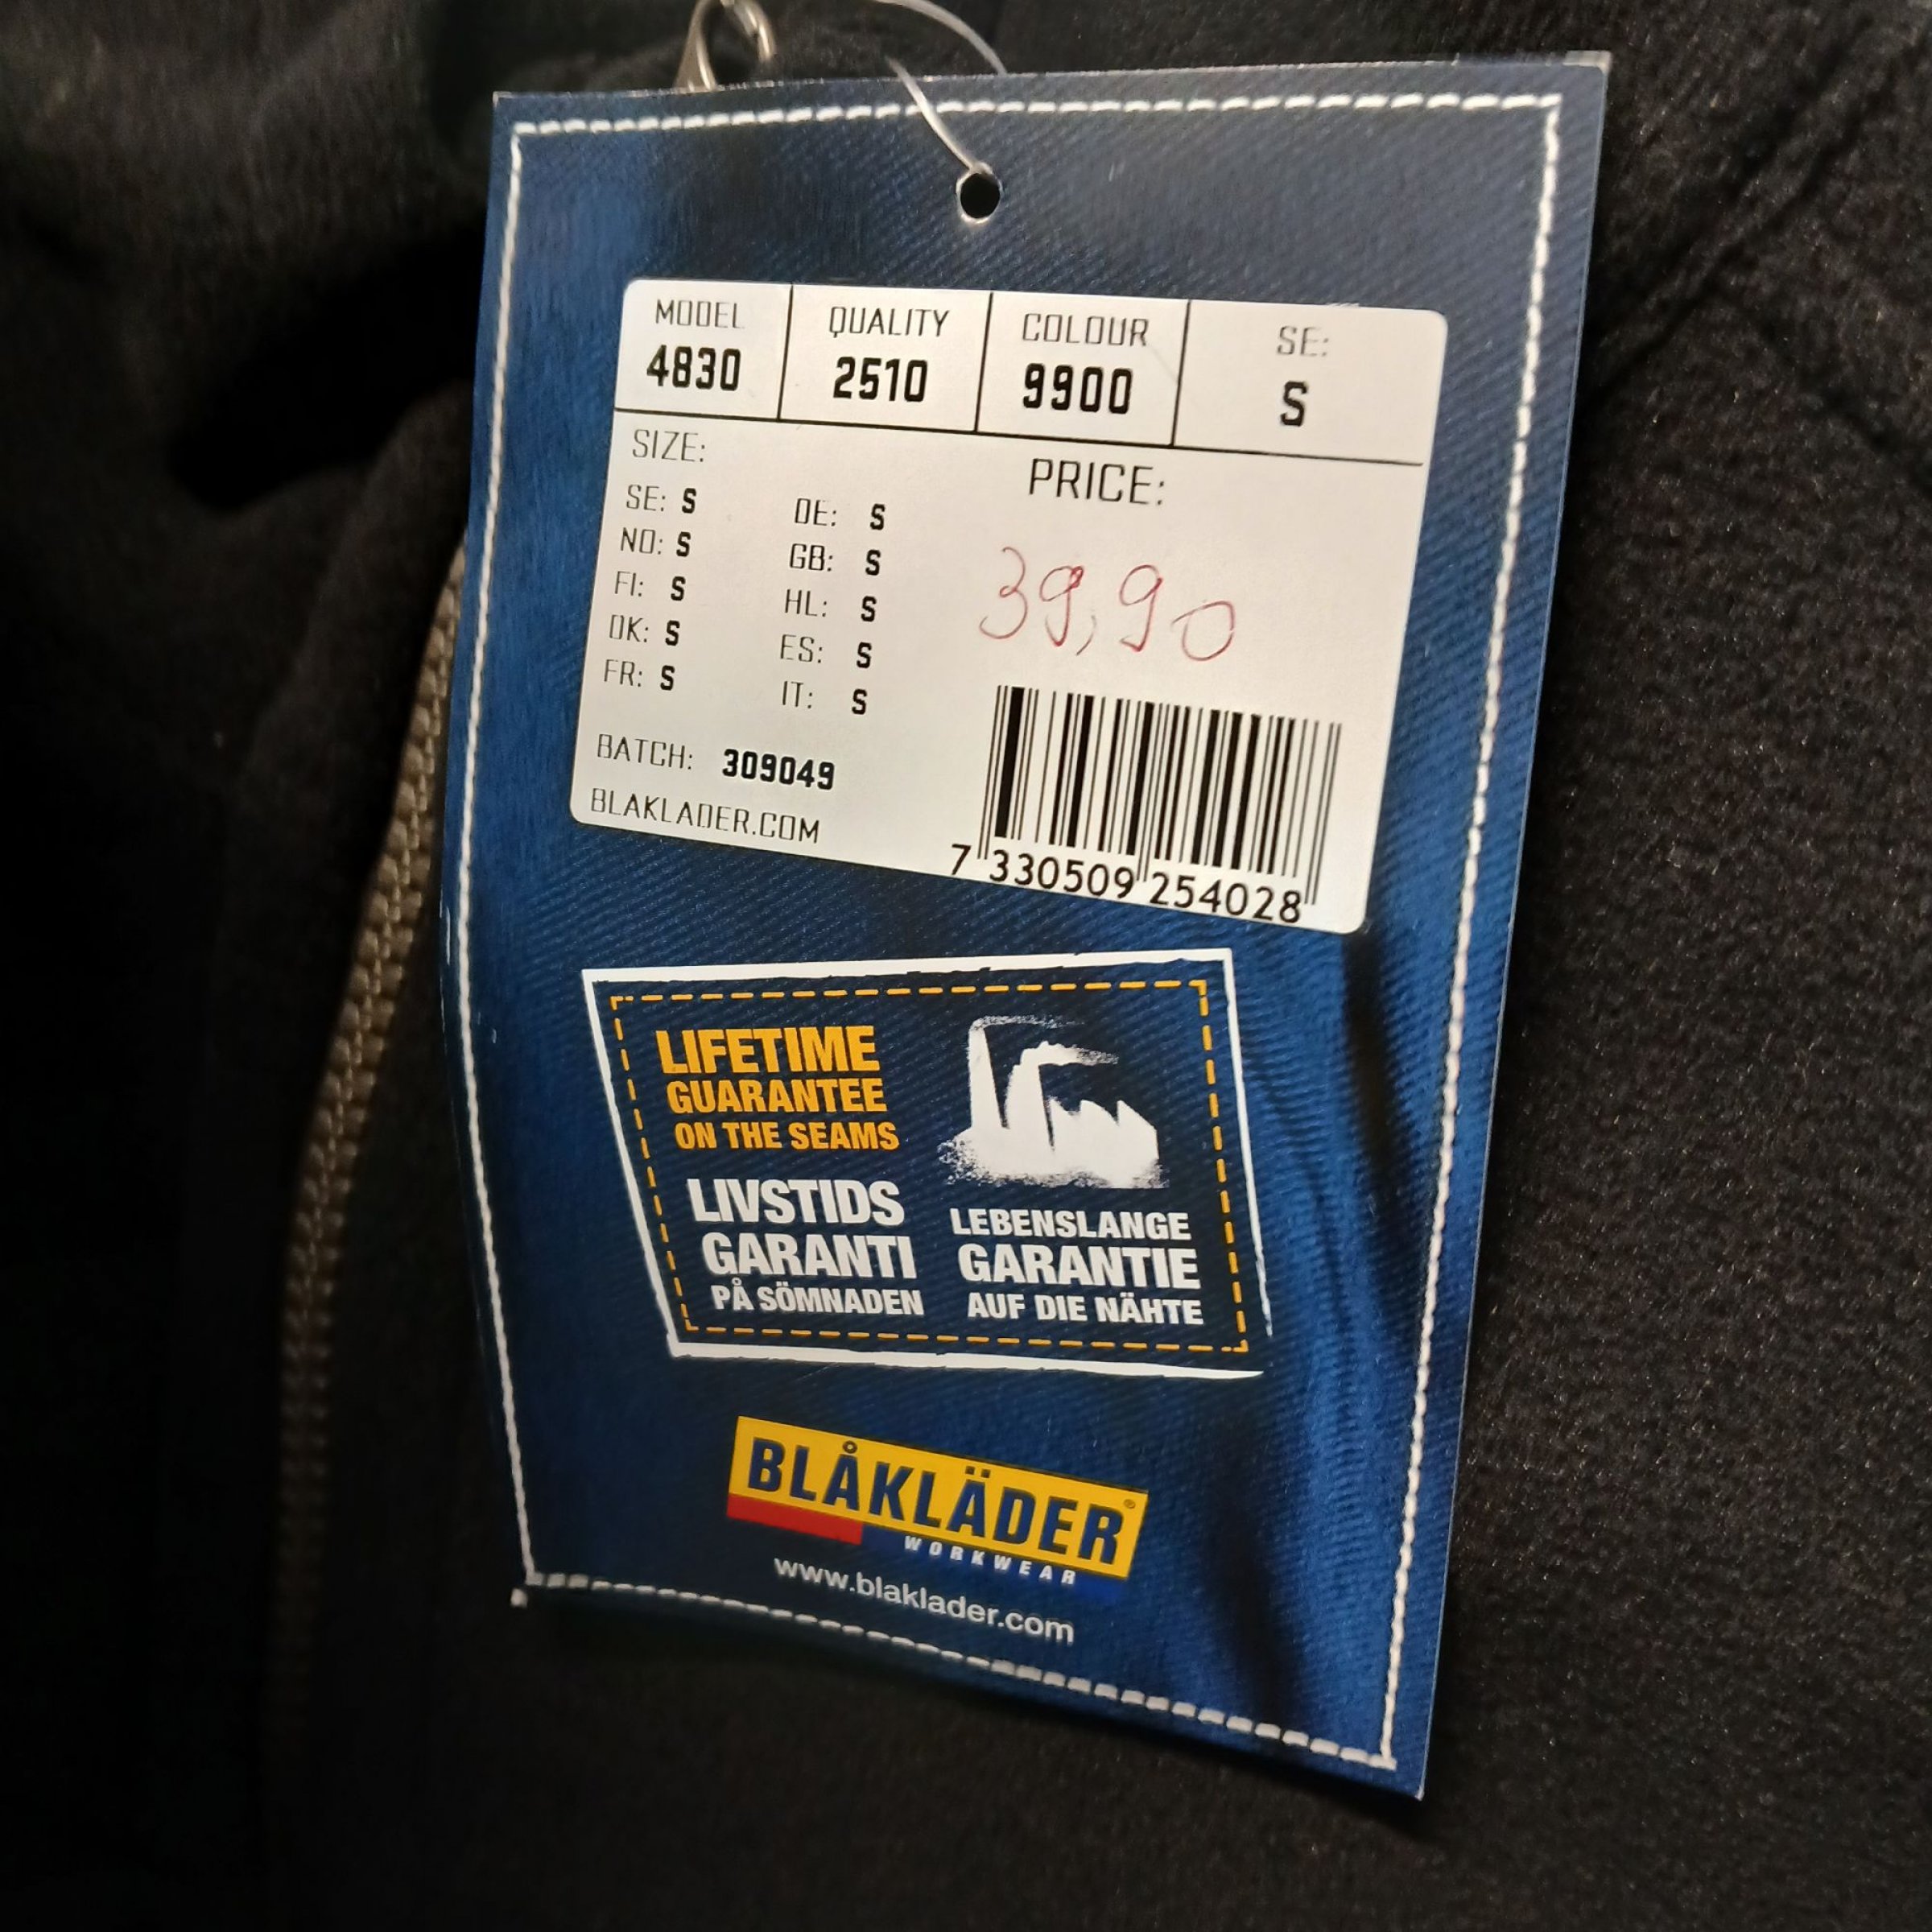 MODEL QUALITY COLOUR SE:
4830 2510 9900 S
SIZE: PRICE:
SE: S DE: S
NO: S GB: S
FI: S HL: S
DK: S ES: S
FR: S IT: S
39,90
BATCH: 309049
BLAKLADER.COM
7 330509 254028
LIFETIME
GUARANTEE
ON THE SEAMS
LIVSTIDS
GARANTI
PÅ SÖMNADEN
LEBENSLANGE
GARANTIE
AUF DIE NÄHTE
BLÅKLÄDER®
WORKWEAR
www.blaklader.com